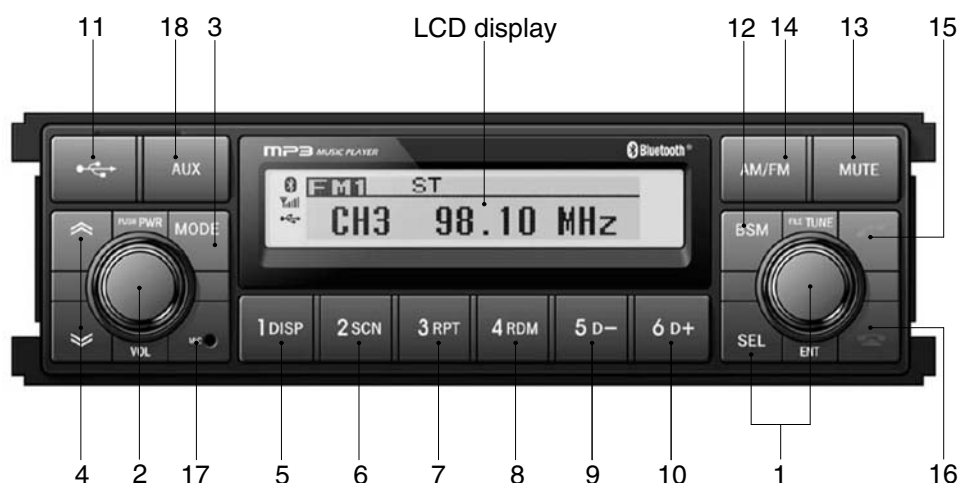 11 18 3 LCD display 12 14 13 15
MP3 MUSIC PLAYER Bluetooth®
AUX AM/FM MUTE
FM1 ST
CH3 98.10 MHz
PUSH PWR MODE BSM FILE TUNE
1 DISP 2 SCN 3 RPT 4 RDM 5 D− 6 D+
VOL MIC SEL ENT
4 2 17 5 6 7 8 9 10 1 16